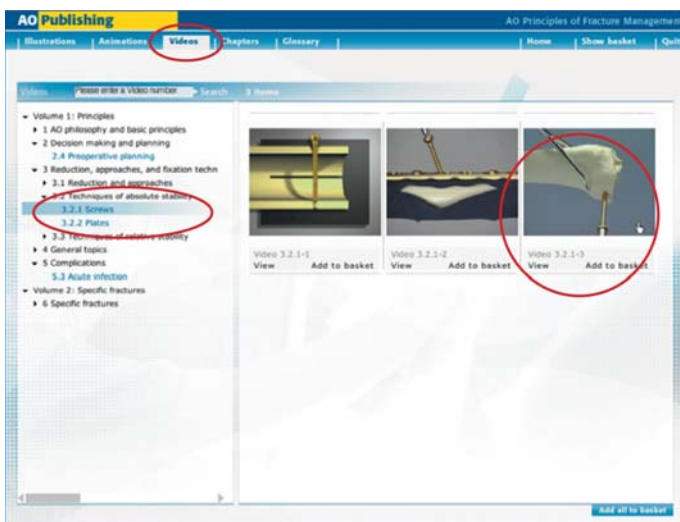 AO Publishing
AO Principles of Fracture Managemen
Illustrations | Animations | Videos | Chapters | Glossary |
| Home | Show basket | Quit
Videos Please enter a Video number Search 3 Items
Volume 1: Principles
1 AO philosophy and basic principles
2 Decision making and planning
2.4 Preoperative planning
3 Reduction, approaches, and fixation techn
3.1 Reduction and approaches
3.2 Techniques of absolute stability
3.2.1 Screws
3.2.2 Plates
3.3 Techniques of relative stability
4 General topics
5 Complications
5.3 Acute infection
Volume 2: Specific fractures
6 Specific fractures
Video 3.2.1-1
View Add to basket
Video 3.2.1-2
View Add to basket
Video 3.2.1-3
View Add to basket
Add all to basket